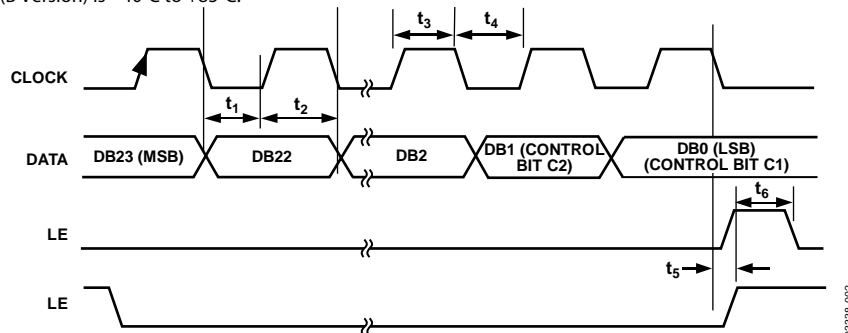 (B Version) is −40°C to +85°C.
t3
t4
CLOCK
t1
t2
DATA
DB23 (MSB)
DB22
DB2
DB1 (CONTROL
BIT C2)
DB0 (LSB)
(CONTROL BIT C1)
t6
LE
t5
LE